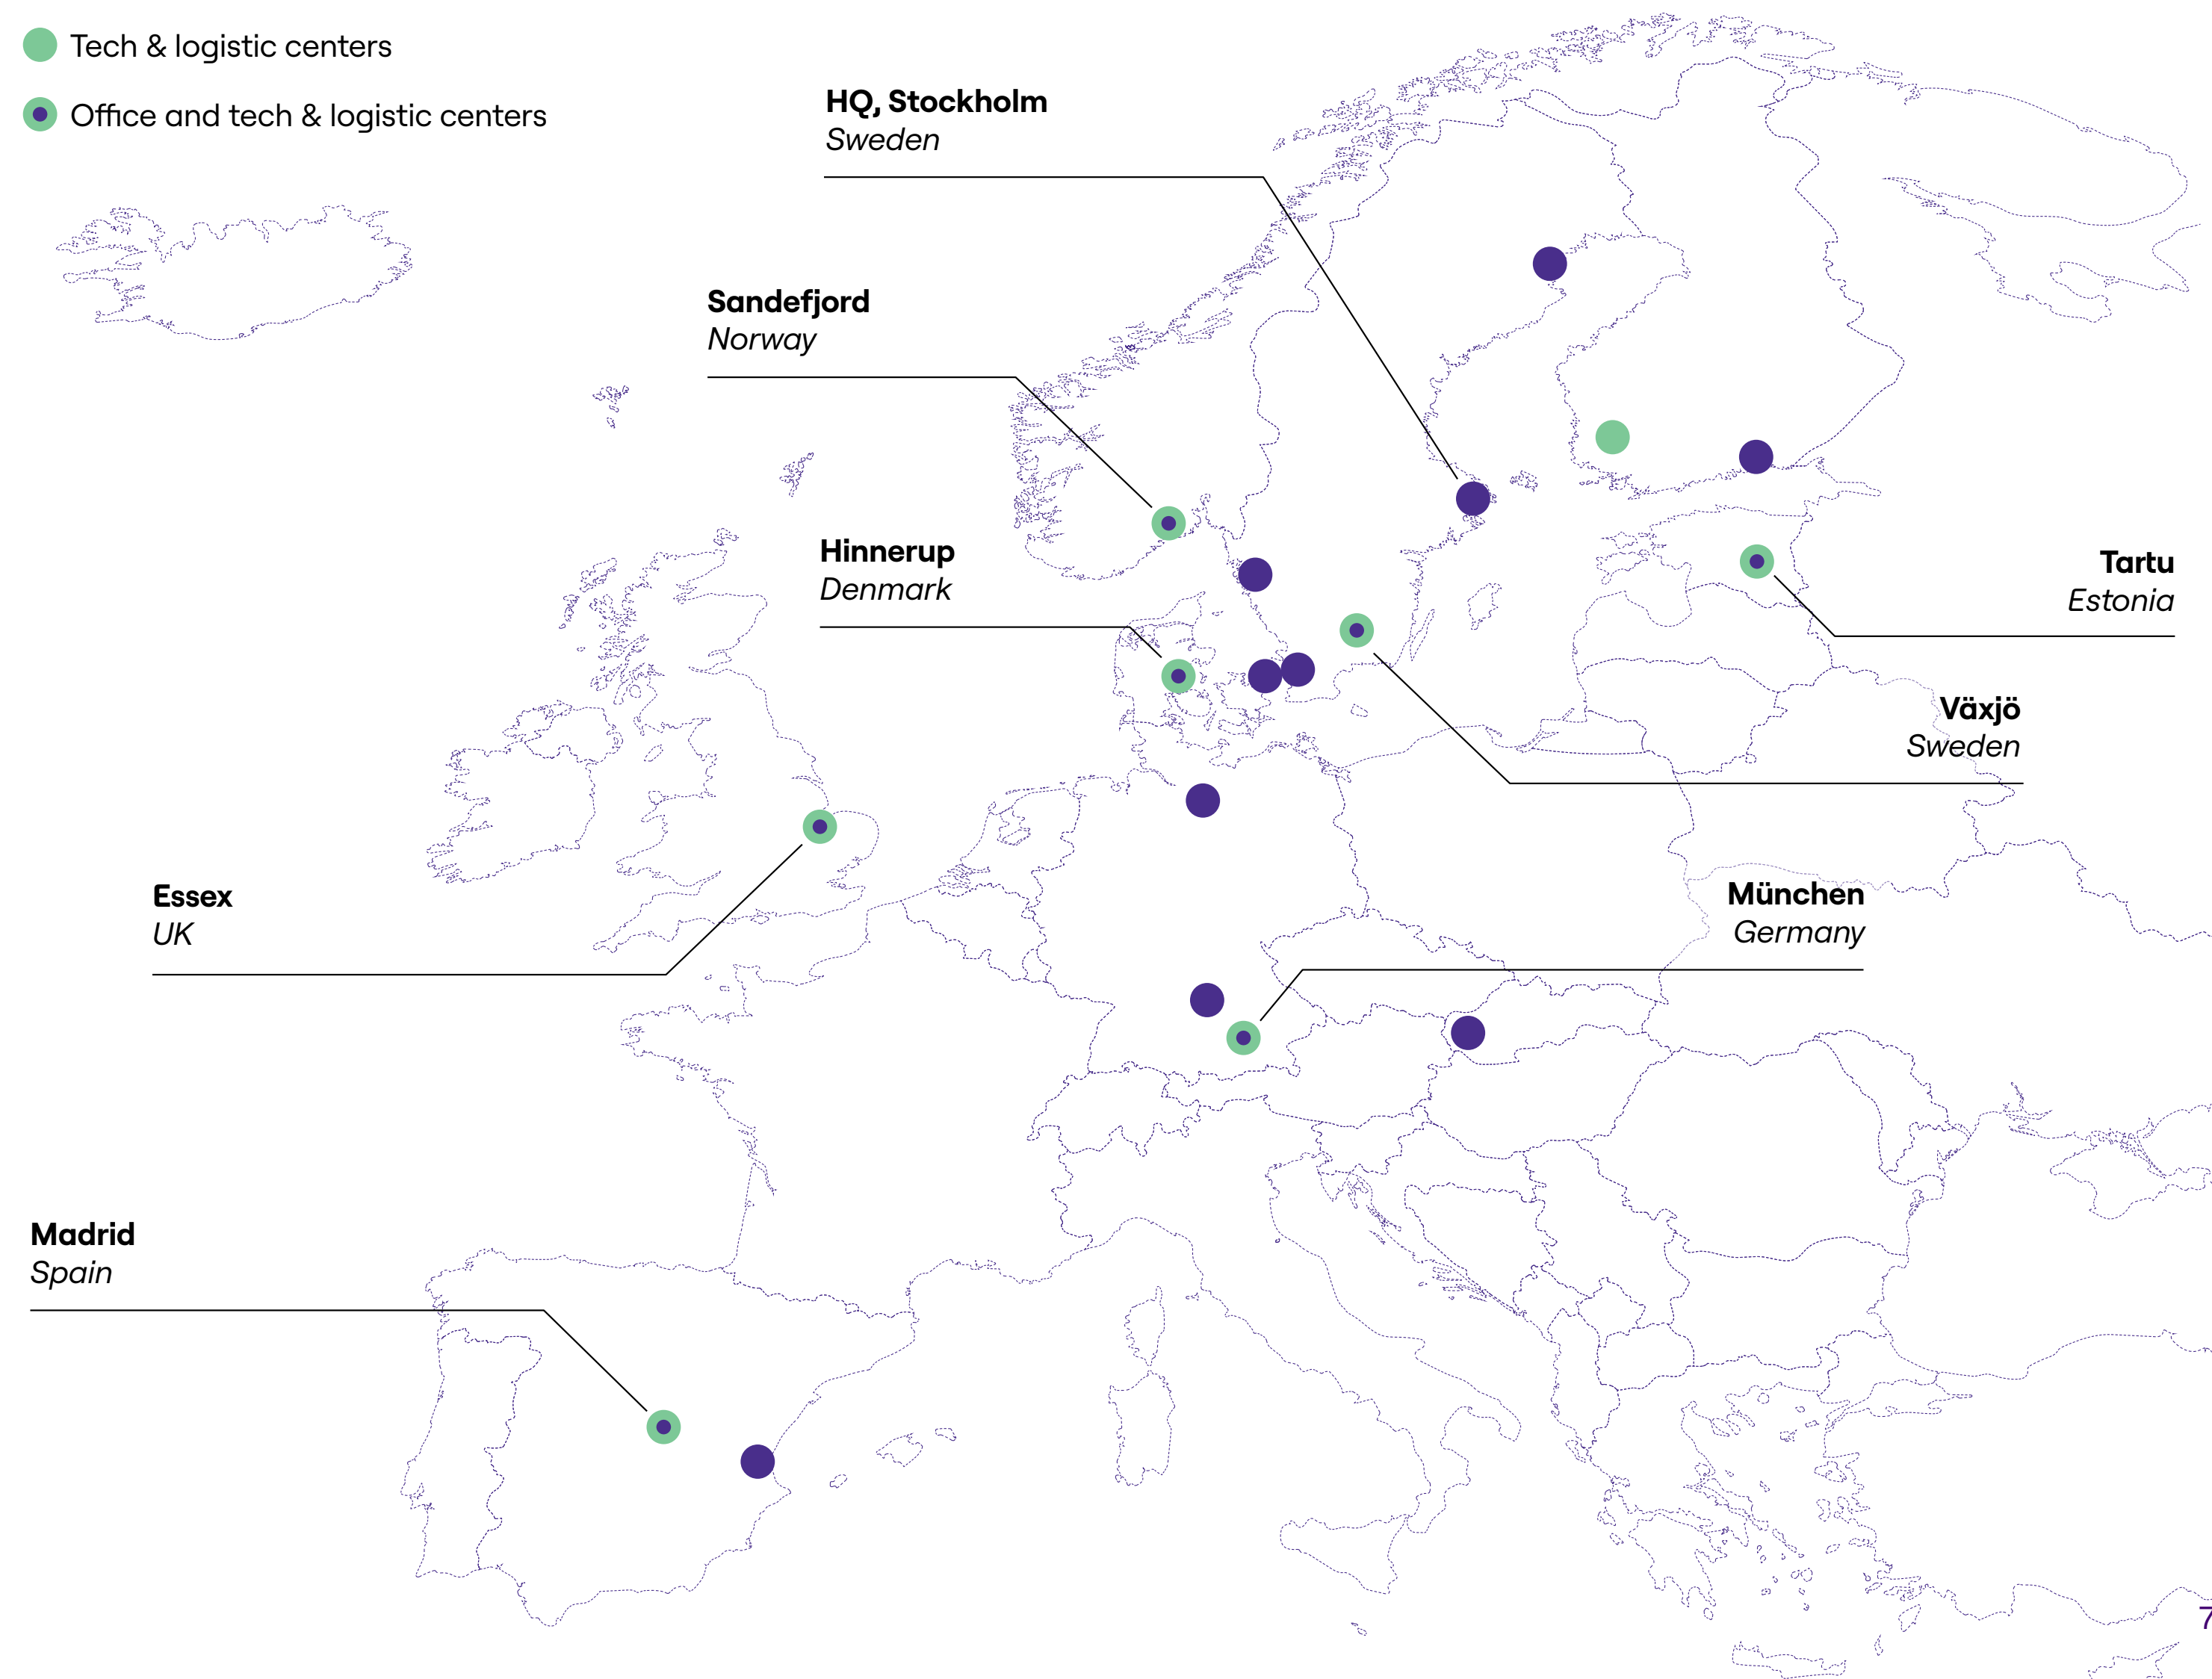 Tech & logistic centers
Office and tech & logistic centers
HQ, Stockholm
Sweden
Sandefjord
Norway
Hinnerup
Denmark
Tartu
Estonia
Växjö
Sweden
Essex
UK
München
Germany
Madrid
Spain
7